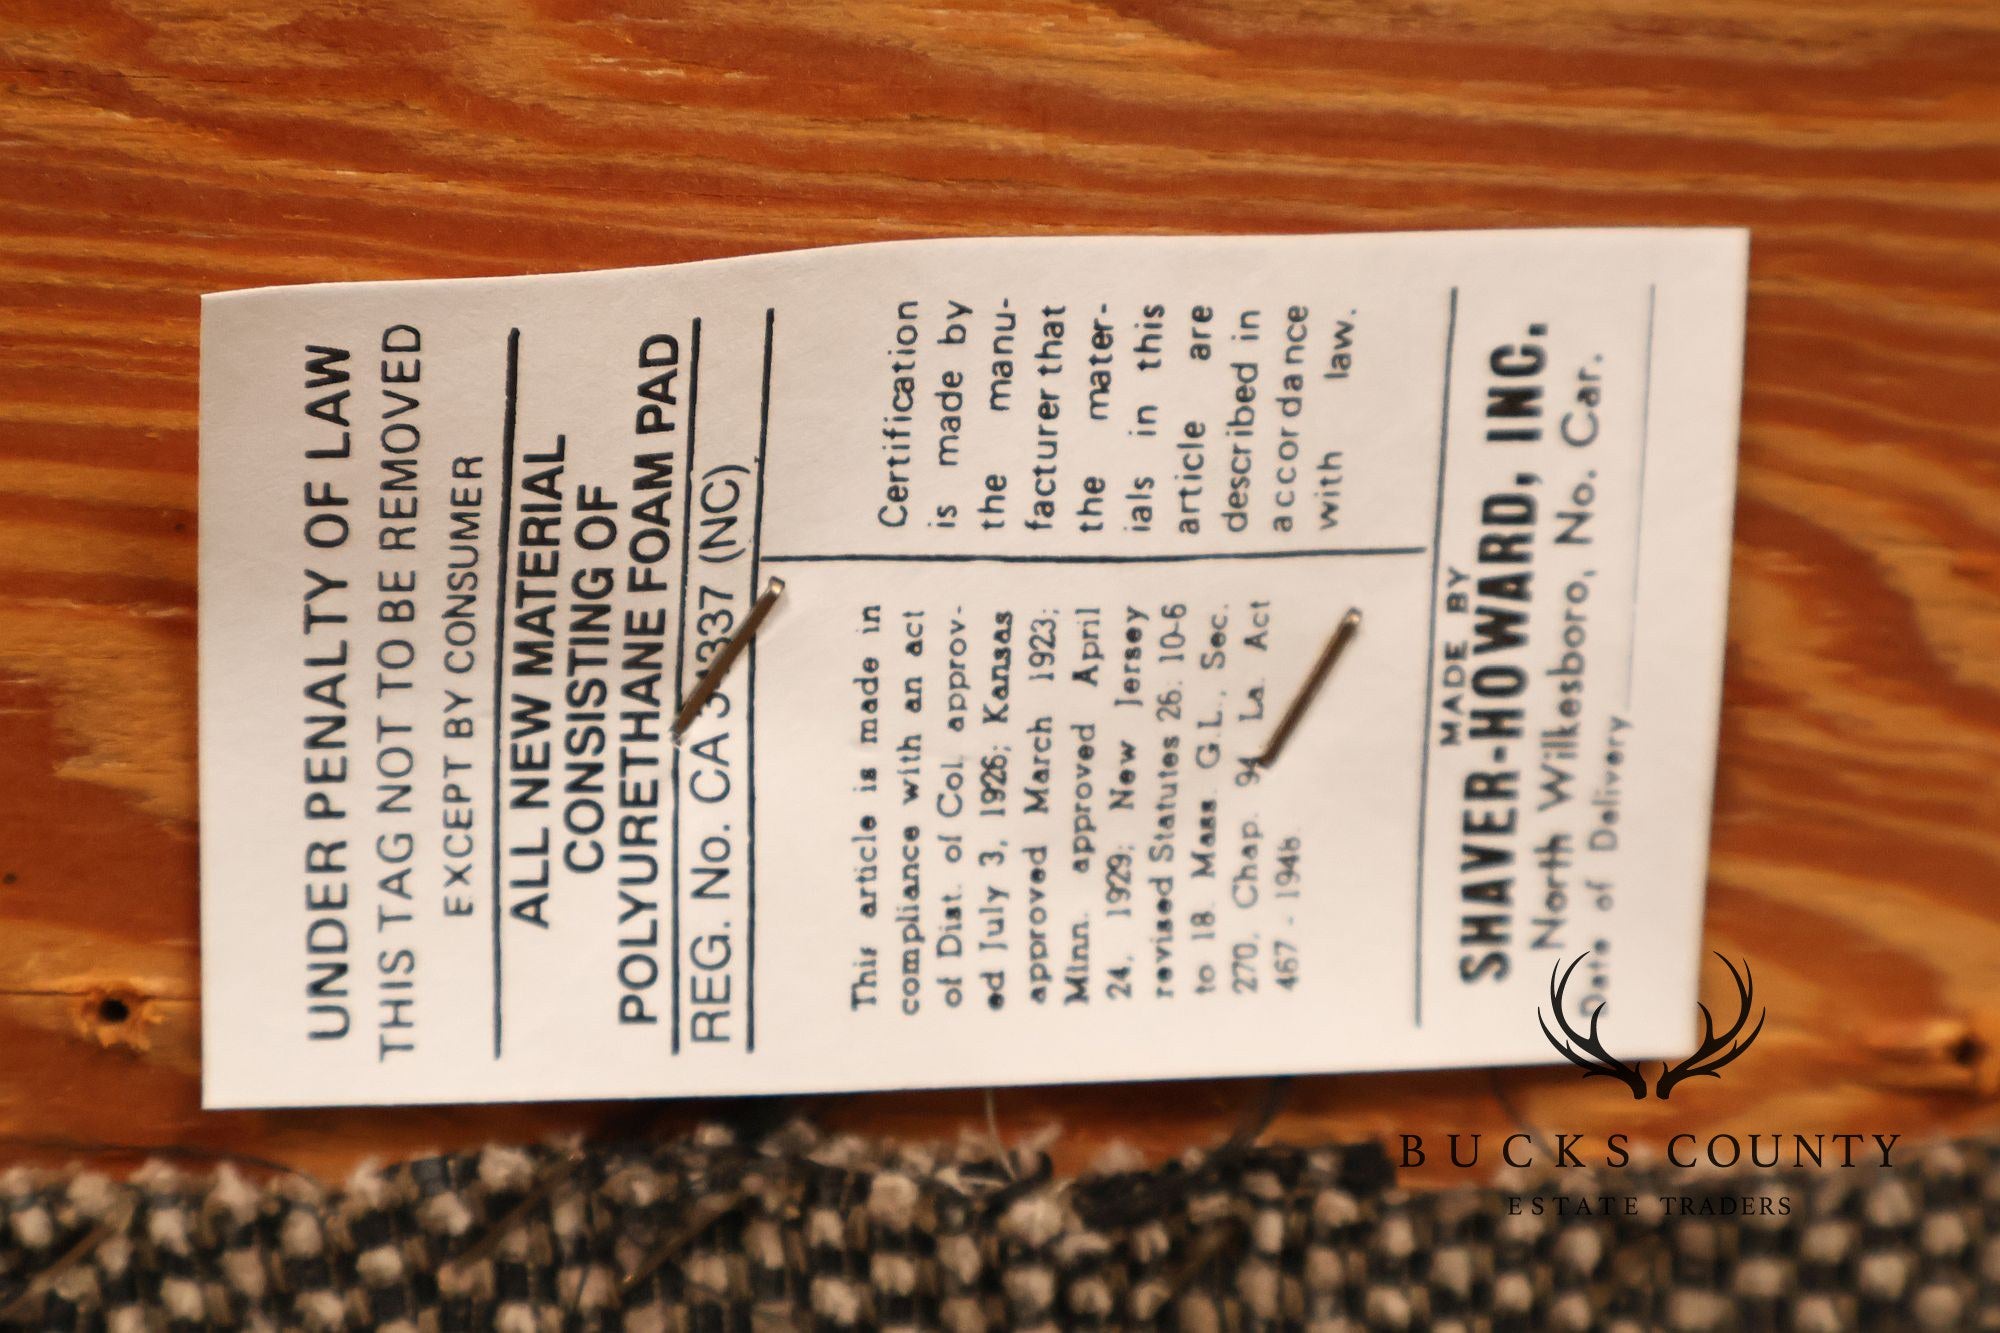 UNDER PENALTY OF LAW
THIS TAG NOT TO BE REMOVED
EXCEPT BY CONSUMER
ALL NEW MATERIAL
CONSISTING OF
POLYURETHANE FOAM PAD
REG. No. CA (NC)
This article is made in
compliance with an act
of Dist. of Col. approv-
ed July 3, 1926; Kansas
approved March 1923;
Minn. approved April
24, 1929; New Jersey
revised Statutes 26: 10-6
to 18. Mass. G.L., Sec.
270, Chap. 94 La. Act
467 - 1948.
Certification
is made by
the manu-
facturer that
the mater-
ials in this
article are
described in
accordance
with law.
MADE BY
SHAVER-HOWARD, INC.
North Wilkesboro, No. Car.
Date of Delivery
BUCKS COUNTY
ESTATE TRADERS